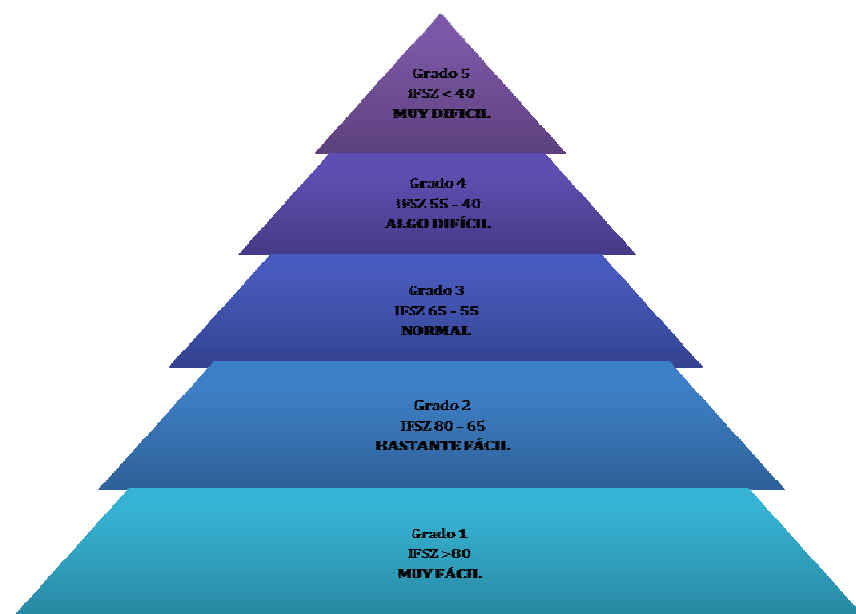 Grado 5
IFSZ < 40
MUY DIFICIL
Grado 4
IFSZ 55 - 40
ALGO DIFÍCIL
Grado 3
IFSZ 65 - 55
NORMAL
Grado 2
IFSZ 80 - 65
BASTANTE FÁCIL
Grado 1
IFSZ >80
MUY FÁCIL